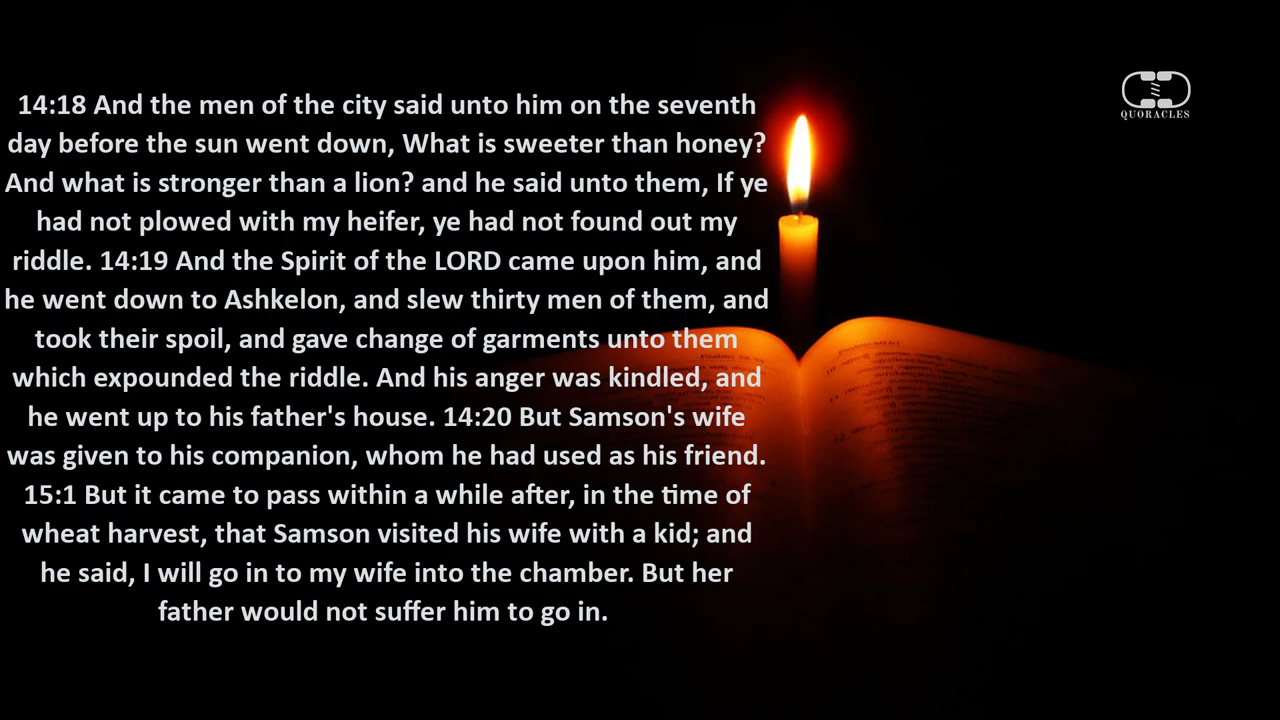 14:18 And the men of the city said unto him on the seventh
day before the sun went down, What is sweeter than honey?
And what is stronger than a lion? and he said unto them, If ye
had not plowed with my heifer, ye had not found out my
riddle. 14:19 And the Spirit of the LORD came upon him, and
he went down to Ashkelon, and slew thirty men of them, and
took their spoil, and gave change of garments unto them
which expounded the riddle. And his anger was kindled, and
he went up to his father's house. 14:20 But Samson's wife
was given to his companion, whom he had used as his friend.
15:1 But it came to pass within a while after, in the time of
wheat harvest, that Samson visited his wife with a kid; and
he said, I will go in to my wife into the chamber. But her
father would not suffer him to go in.
QUORACLES